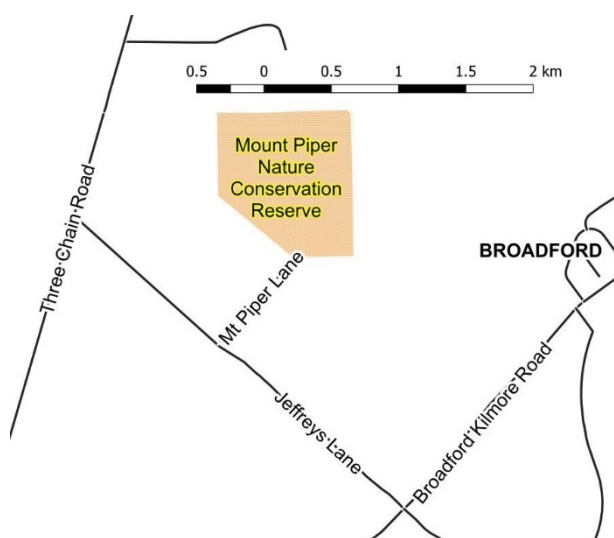 0.5 0 0.5 1 1.5 2 km
Mount Piper
Nature
Conservation
Reserve
Three Chain Road
BROADFORD
Mt Piper Lane
Jeffreys Lane
Broadford Kilmore Road